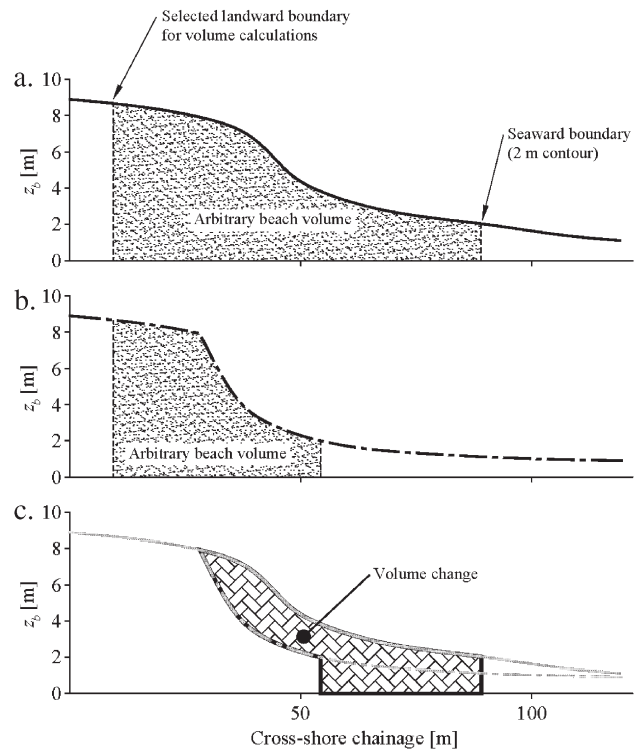 Selected landward boundary
for volume calculations
a.
10
8
6
4
2
0
z_b [m]
Seaward boundary
(2 m contour)
Arbitrary beach volume
b.
10
8
6
4
2
0
z_b [m]
Arbitrary beach volume
c.
10
8
6
4
2
0
z_b [m]
Volume change
50
100
Cross-shore chainage [m]